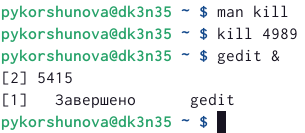 pykorshunova@dk3n35 ~ $ man kill
pykorshunova@dk3n35 ~ $ kill 4989
pykorshunova@dk3n35 ~ $ gedit &
[2] 5415
[1]   Завершено      gedit
pykorshunova@dk3n35 ~ $